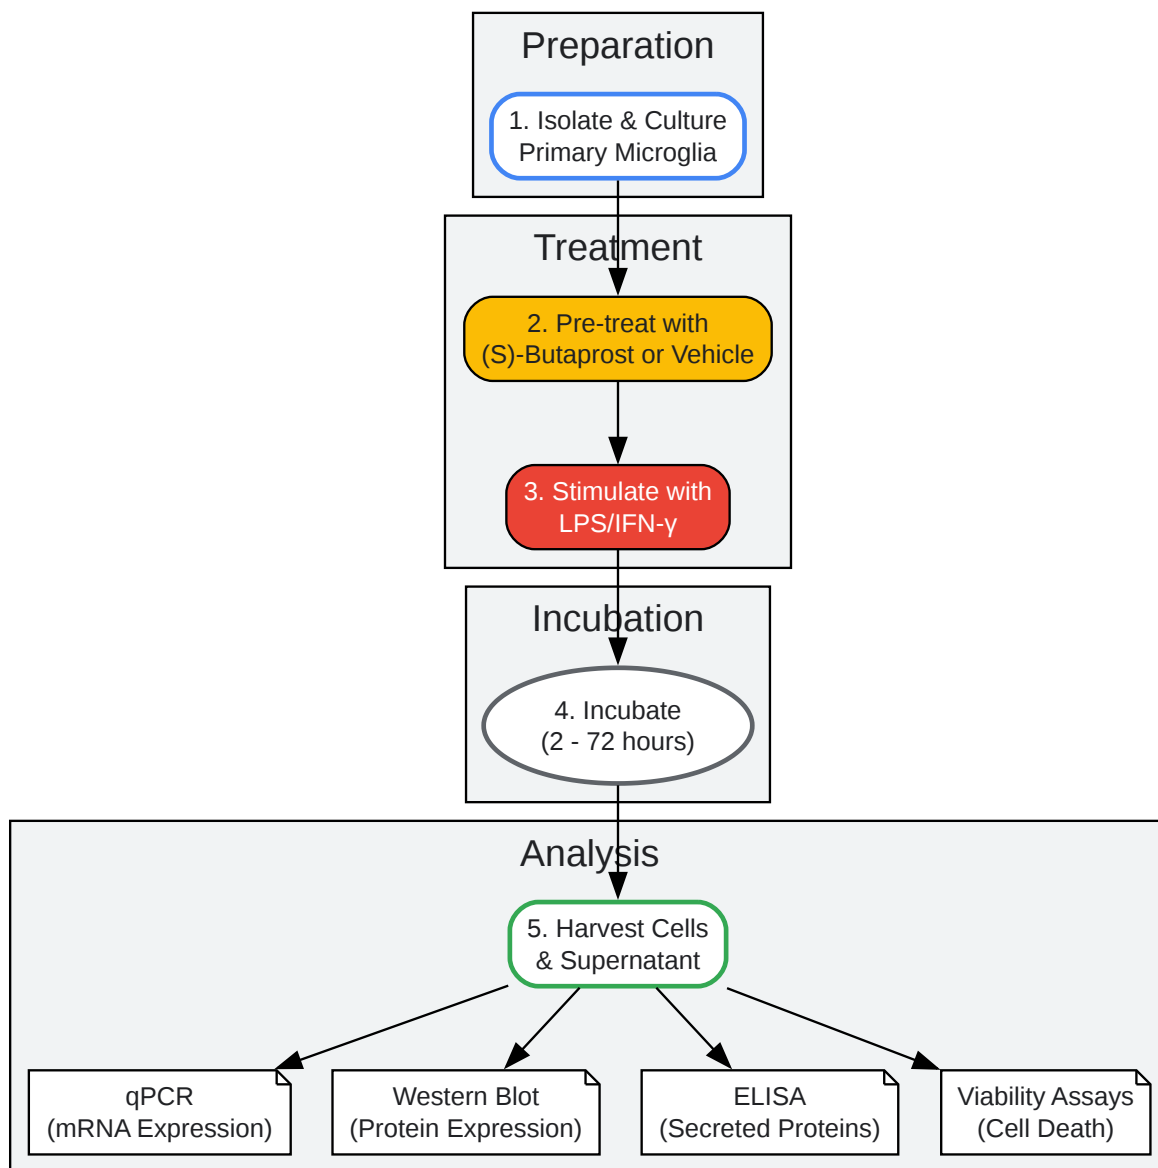 Preparation
1. Isolate & Culture
Primary Microglia
Treatment
2. Pre-treat with
(S)-Butaprost or Vehicle
3. Stimulate with
LPS/IFN-γ
Incubation
4. Incubate
(2 - 72 hours)
Analysis
5. Harvest Cells
& Supernatant
qPCR
(mRNA Expression)
Western Blot
(Protein Expression)
ELISA
(Secreted Proteins)
Viability Assays
(Cell Death)